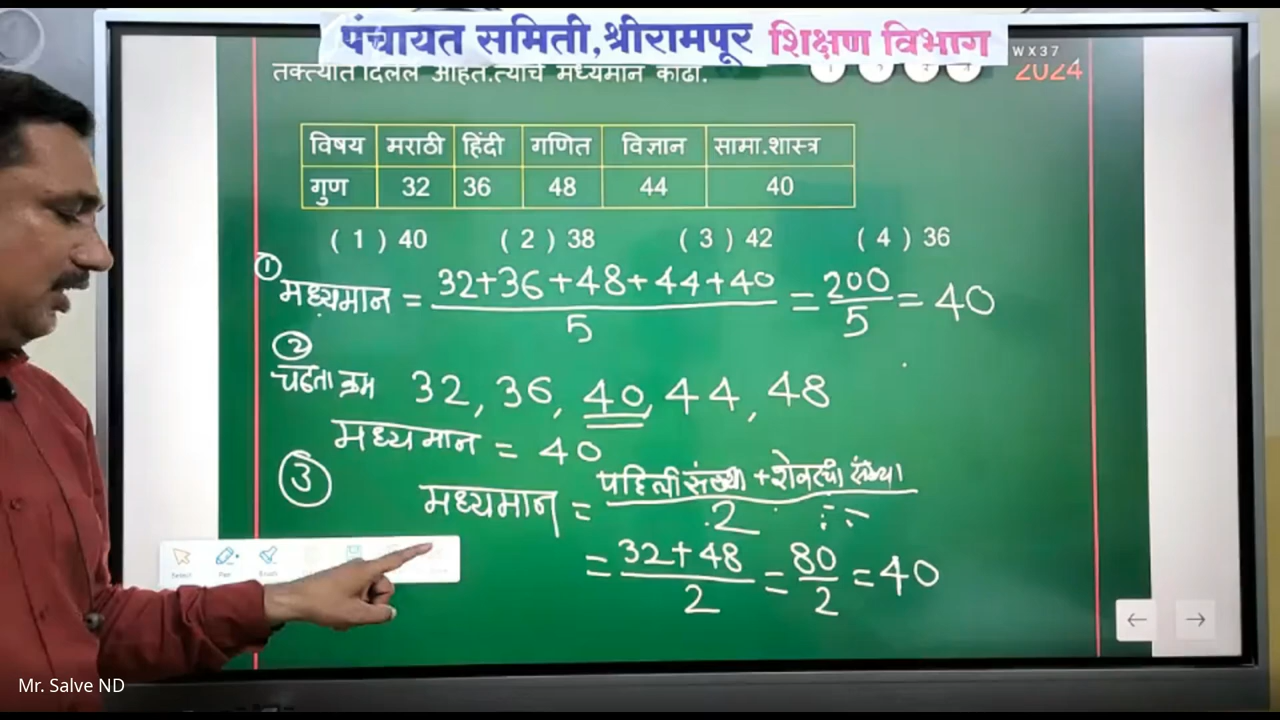 पंचायत समिती,श्रीरामपूर शिक्षण विभाग
WX37
तक्त्यात दिलेले आहेत.त्यांचे मध्यमान काढा.
2024
विषय मराठी हिंदी गणित विज्ञान सामा.शास्त्र
गुण 32 36 48 44 40
( 1 ) 40 ( 2 ) 38 ( 3 ) 42 ( 4 ) 36
① मध्यमान = 32+36+48+44+40 / 5 = 200 / 5 = 40
②
चढता क्रम 32, 36, 40, 44, 48
मध्यमान = 40
③ मध्यमान = पहिली संख्या + शेवटची संख्या / 2
= 32+48 / 2 = 80 / 2 = 40
Select Pen
Mr. Salve ND